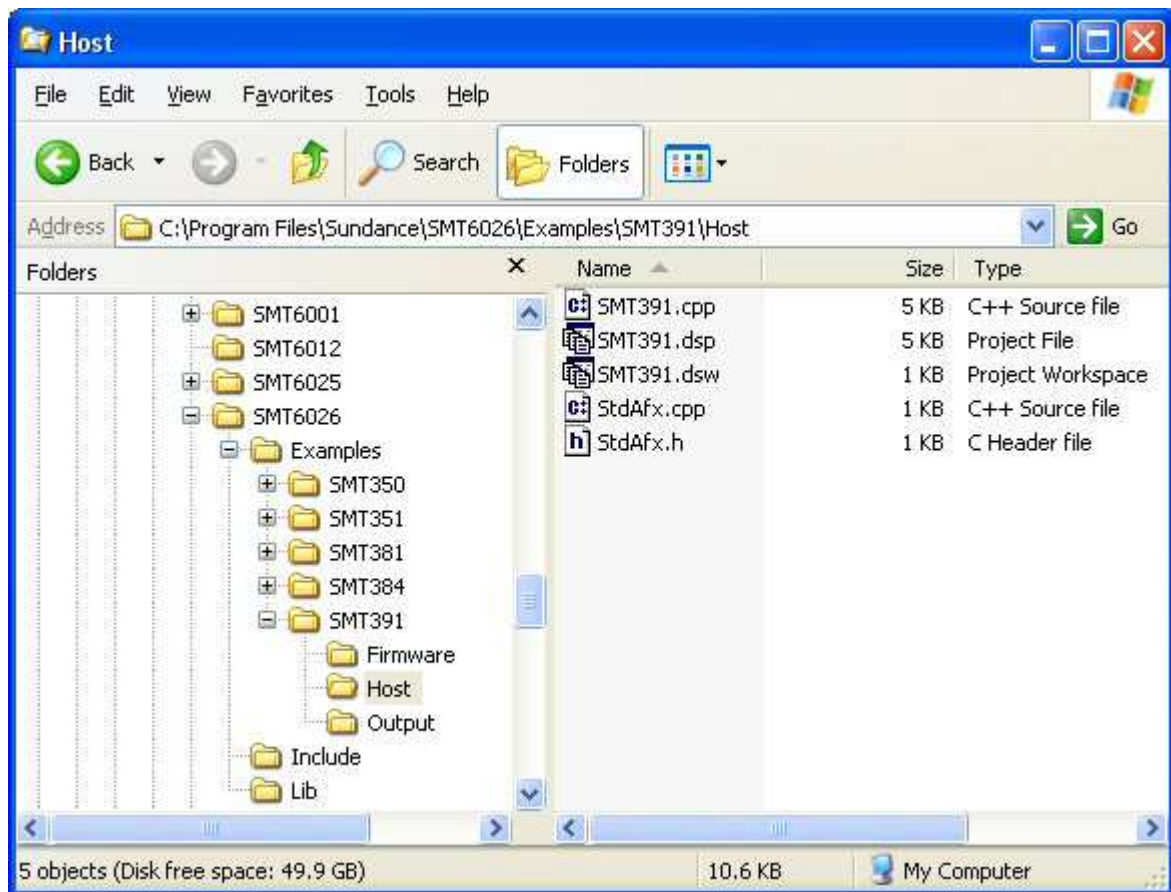 Host
File Edit View Favorites Tools Help
Back Search Folders
Address C:\Program Files\Sundance\SMT6026\Examples\SMT391\Host Go
Folders
Name Size Type
SMT6001
SMT6012
SMT6025
SMT6026
Examples
SMT350
SMT351
SMT381
SMT384
SMT391
Firmware
Host
Output
Include
Lib
SMT391.cpp 5 KB C++ Source file
SMT391.dsp 5 KB Project File
SMT391.dsw 1 KB Project Workspace
StdAfx.cpp 1 KB C++ Source file
StdAfx.h 1 KB C Header file
5 objects (Disk free space: 49,9 GB) 10.6 KB My Computer